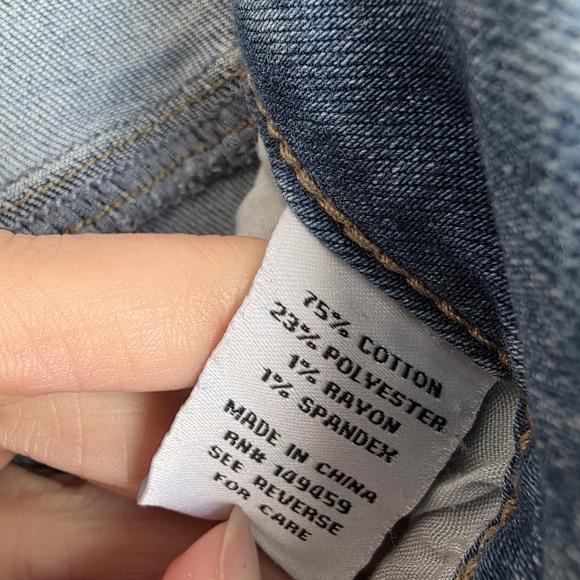 75% COTTON
23% POLYESTER
1% RAYON
1% SPANDEX
MADE IN CHINA
RN# 149459
SEE REVERSE
FOR CARE